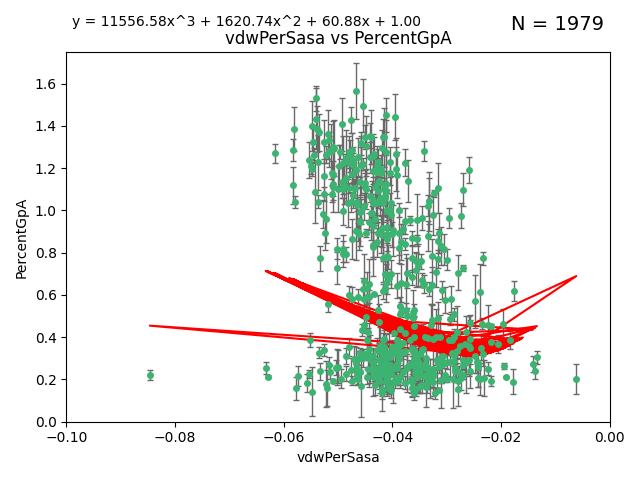 y = 11556.58x^3 + 1620.74x^2 + 60.88x + 1.00
N = 1979
vdwPerSasa vs PercentGpA
PercentGpA
1.6
1.4
1.2
1.0
0.8
0.6
0.4
0.2
0.0
−0.10 −0.08 −0.06 −0.04 −0.02 0.00
vdwPerSasa